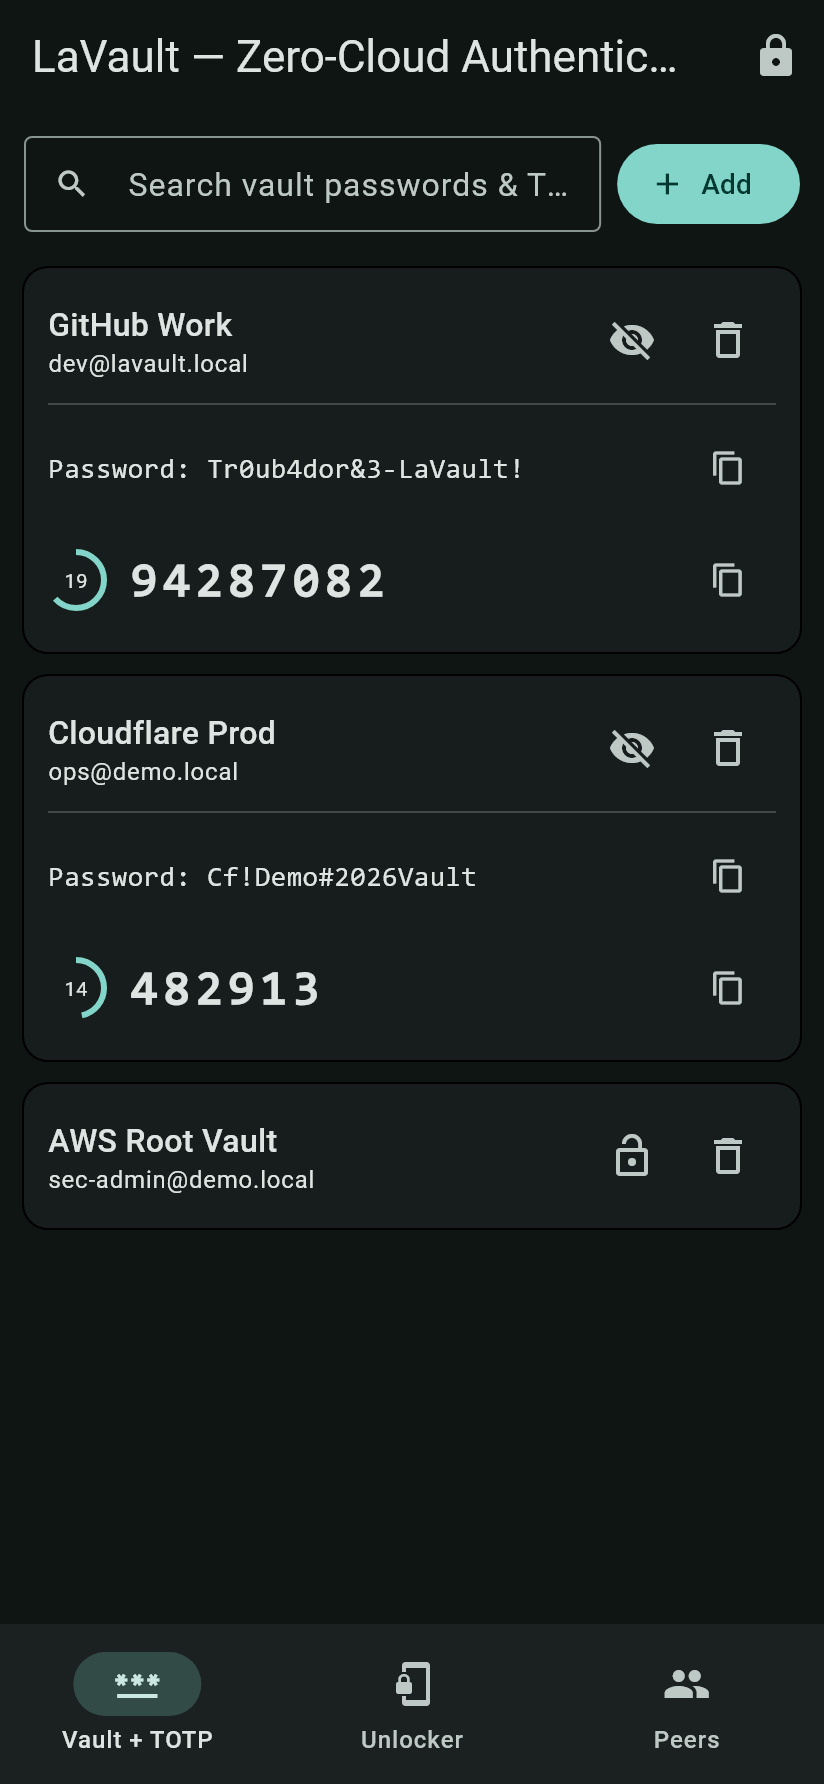 LaVault — Zero-Cloud Authentic…
Search vault passwords & T…
Add
GitHub Work
dev@lavault.local
Password: Tr0ub4dor&3-LaVault!
19
94287082
Cloudflare Prod
ops@demo.local
Password: Cf!Demo#2026Vault
14
482913
AWS Root Vault
sec-admin@demo.local
Vault + TOTP
Unlocker
Peers